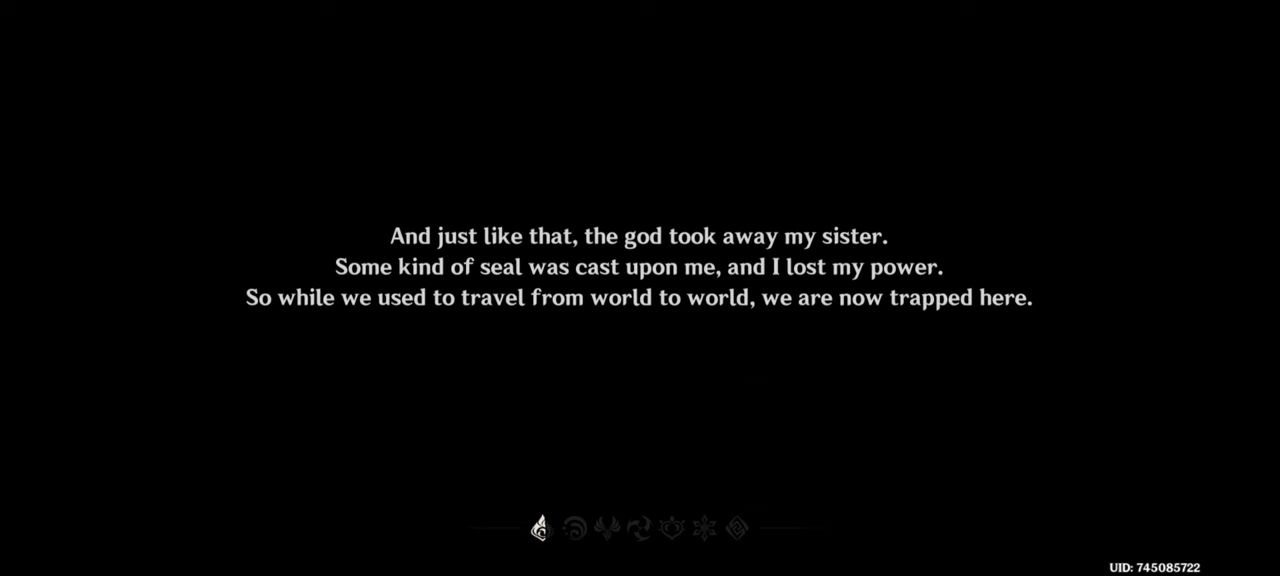 And just like that, the god took away my sister.
Some kind of seal was cast upon me, and I lost my power.
So while we used to travel from world to world, we are now trapped here.
UID: 745085722